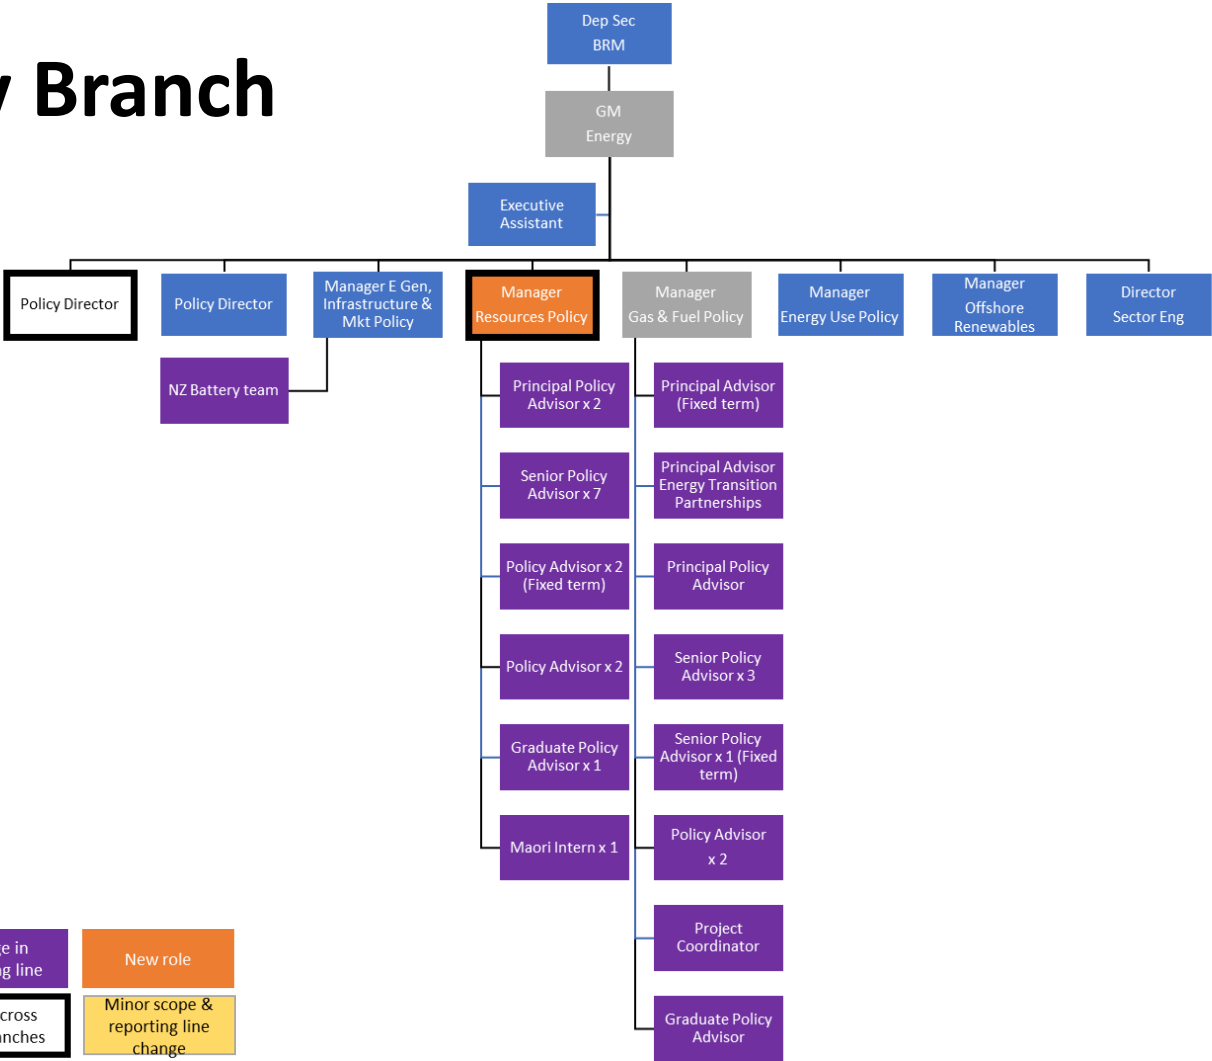 Dep Sec
BRM
Branch
GM
Energy
Executive
Assistant
Policy Director
Policy Director
Manager E Gen,
Infrastructure &
Mkt Policy
Manager
Resources Policy
Manager
Gas & Fuel Policy
Manager
Energy Use Policy
Manager
Offshore
Renewables
Director
Sector Eng
NZ Battery team
Principal Policy
Advisor x 2
Senior Policy
Advisor x 7
Policy Advisor x 2
(Fixed term)
Policy Advisor x 2
Graduate Policy
Advisor x 1
Maori Intern x 1
Principal Advisor
(Fixed term)
Principal Advisor
Energy Transition
Partnerships
Principal Policy
Advisor
Senior Policy
Advisor x 3
Senior Policy
Advisor x 1 (Fixed
term)
Policy Advisor
x 2
Project
Coordinator
Graduate Policy
Advisor
in
line
New role
Minor scope &
reporting line
change